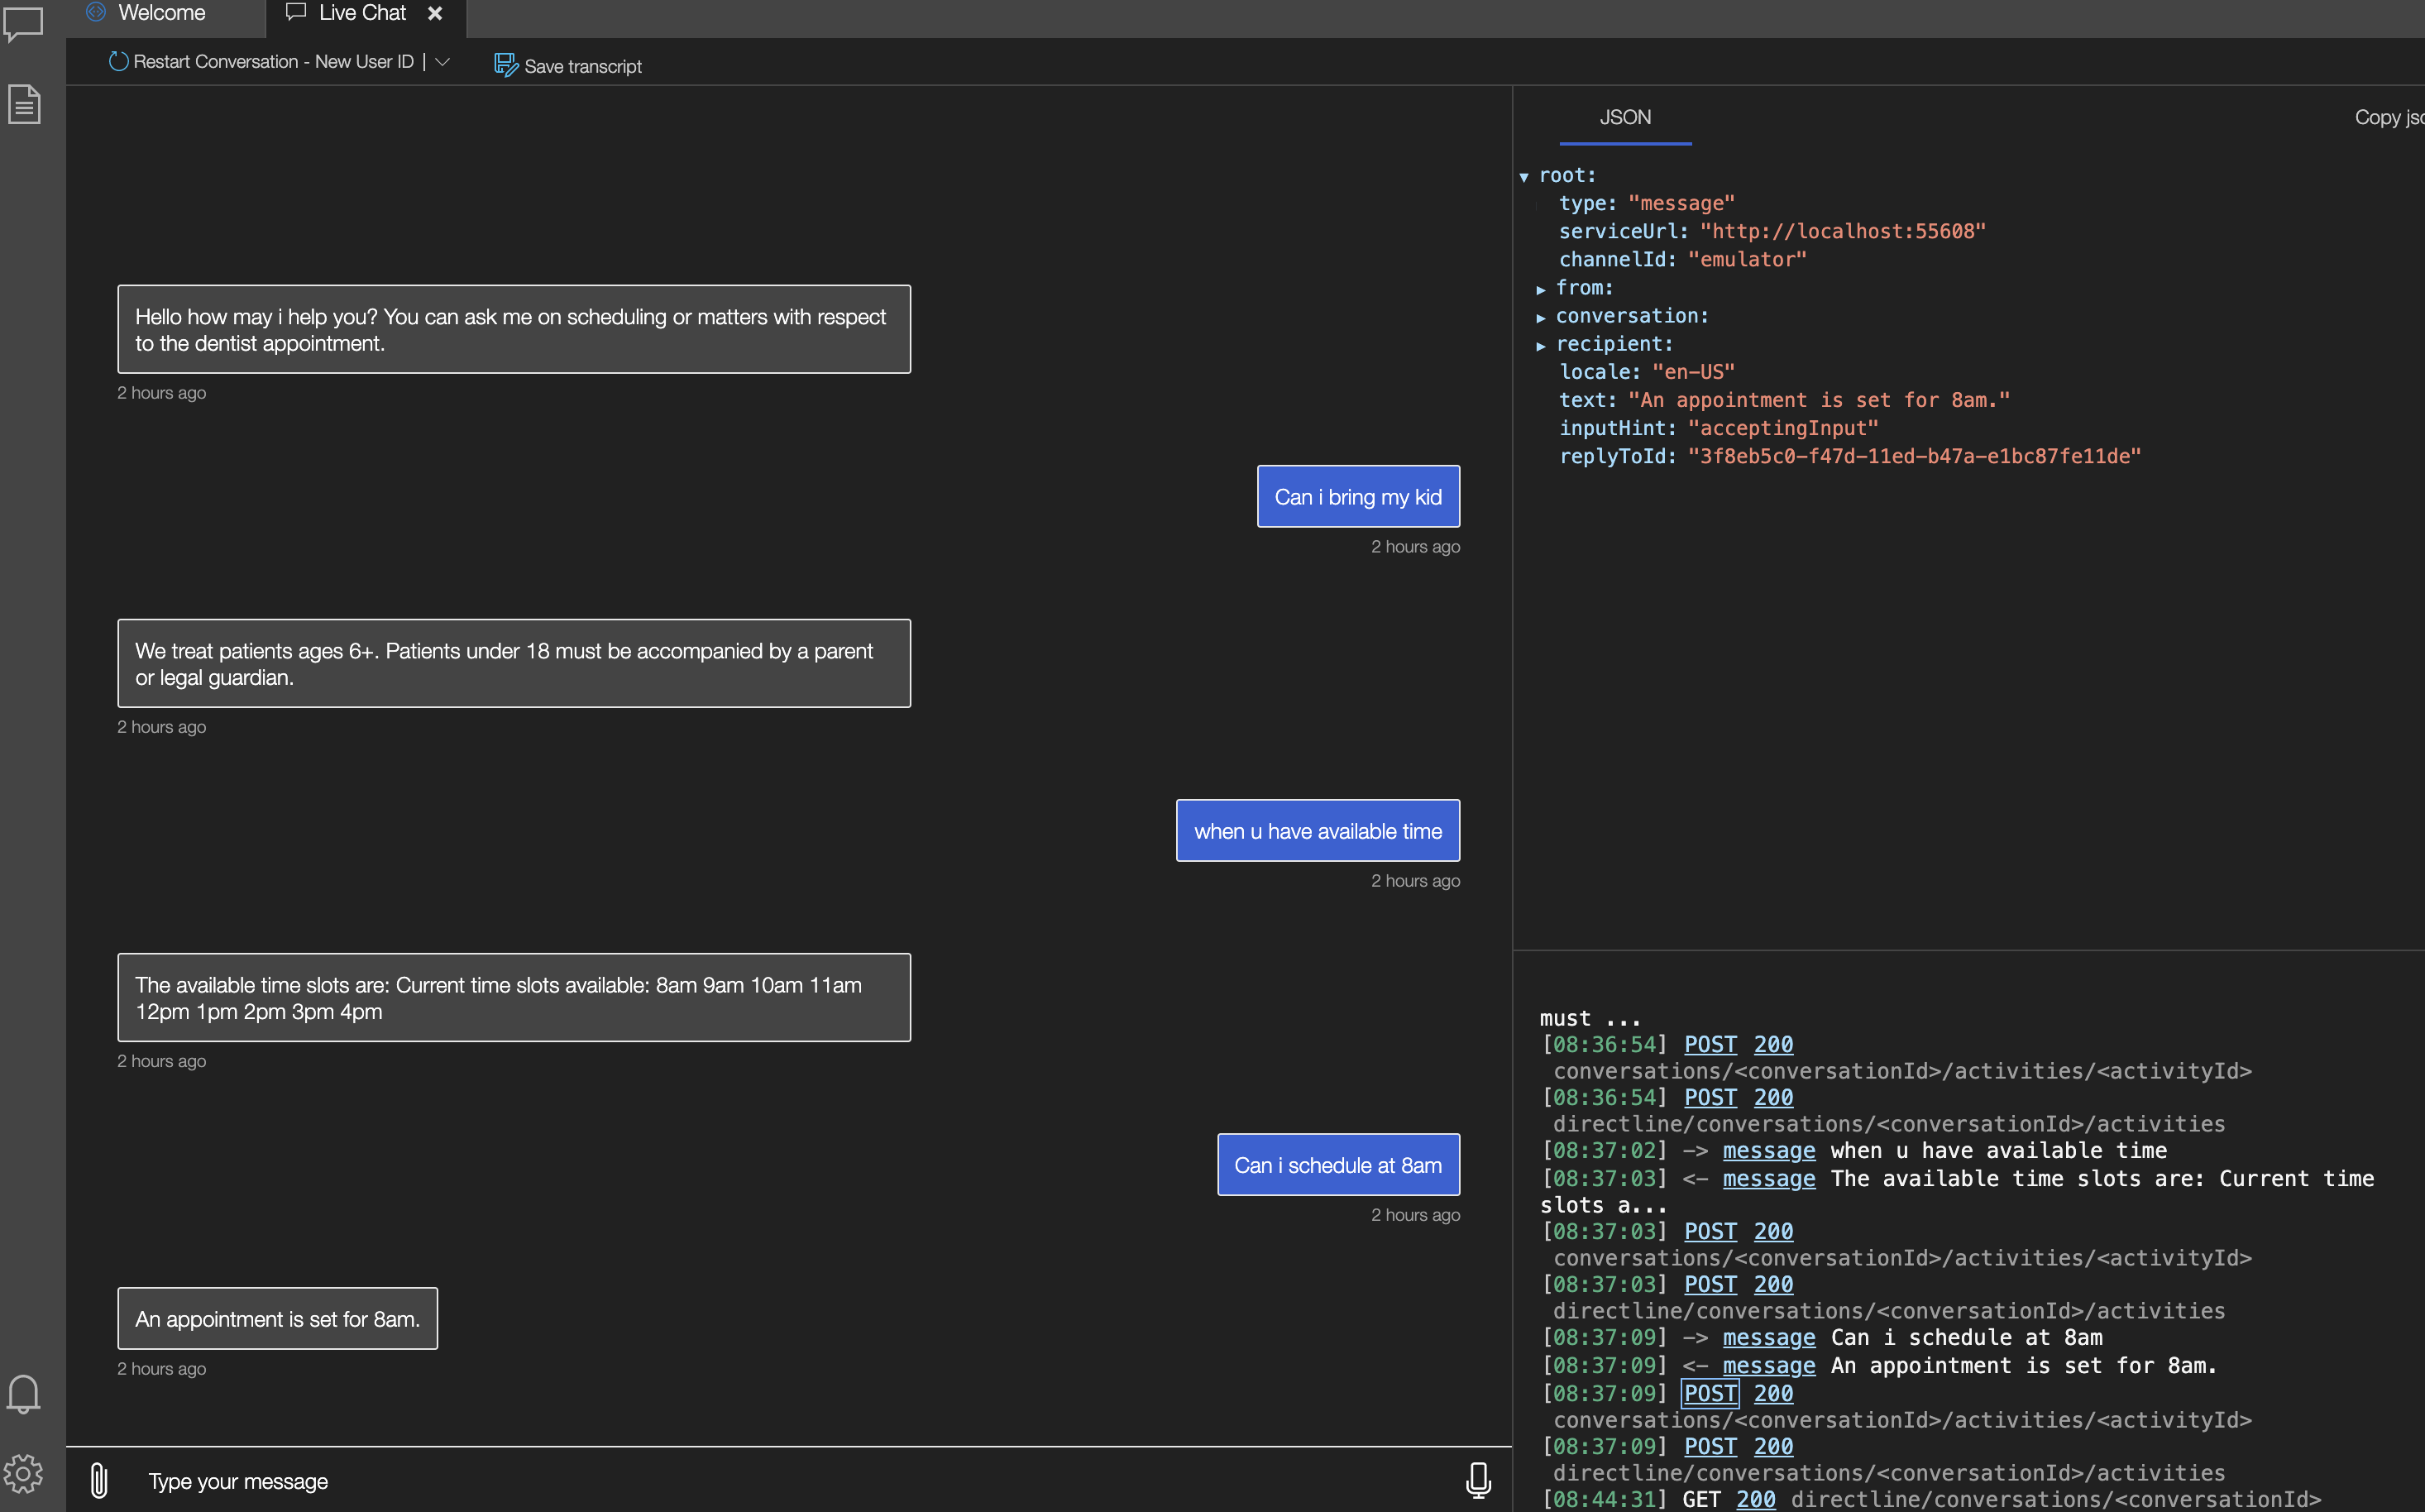 Welcome
Live Chat
Restart Conversation - New User ID |
Save transcript
Hello how may i help you? You can ask me on scheduling or matters with respect
to the dentist appointment.
2 hours ago
Can i bring my kid
2 hours ago
We treat patients ages 6+. Patients under 18 must be accompanied by a parent
or legal guardian.
2 hours ago
when u have available time
2 hours ago
The available time slots are: Current time slots available: 8am 9am 10am 11am
12pm 1pm 2pm 3pm 4pm
2 hours ago
Can i schedule at 8am
2 hours ago
An appointment is set for 8am.
2 hours ago
Type your message
JSON
Copy jso
root:
type: "message"
serviceUrl: "http://localhost:55608"
channelId: "emulator"
from:
conversation:
recipient:
locale: "en-US"
text: "An appointment is set for 8am."
inputHint: "acceptingInput"
replyToId: "3f8eb5c0-f47d-11ed-b47a-e1bc87fe11de"
must ...
[08:36:54] POST 200
conversations/<conversationId>/activities/<activityId>
[08:36:54] POST 200
directline/conversations/<conversationId>/activities
[08:37:02] -> message when u have available time
[08:37:03] <- message The available time slots are: Current time
slots a...
[08:37:03] POST 200
conversations/<conversationId>/activities/<activityId>
[08:37:03] POST 200
directline/conversations/<conversationId>/activities
[08:37:09] -> message Can i schedule at 8am
[08:37:09] <- message An appointment is set for 8am.
[08:37:09] POST 200
conversations/<conversationId>/activities/<activityId>
[08:37:09] POST 200
directline/conversations/<conversationId>/activities
[08:44:31] GET 200 directline/conversations/<conversationId>